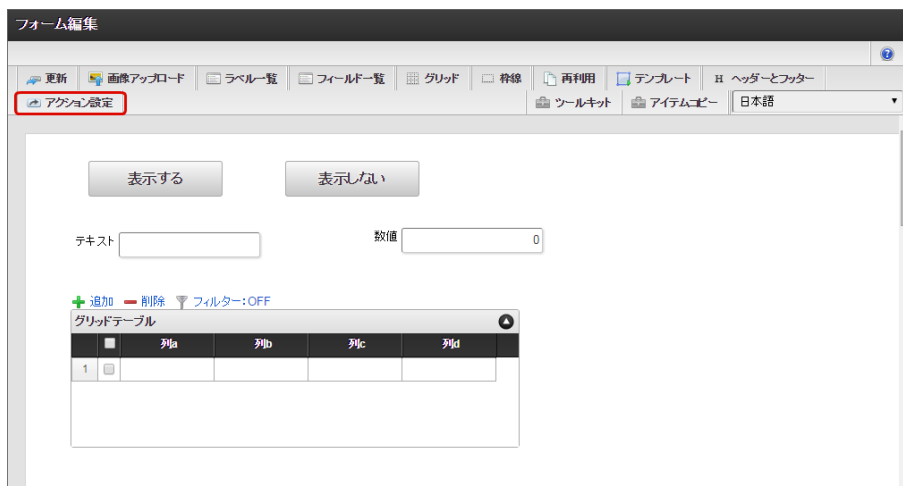 フォーム編集
更新 画像アップロード ラベル一覧 フィールド一覧 グリッド 枠線 再利用 テンプレート H ヘッダーとフッター
アクション設定 ツールキット アイテムコピー 日本語
表示する 表示しない
テキスト 数値 0
追加 削除 フィルター:OFF
グリッドテーブル
列a 列b 列c 列d
1